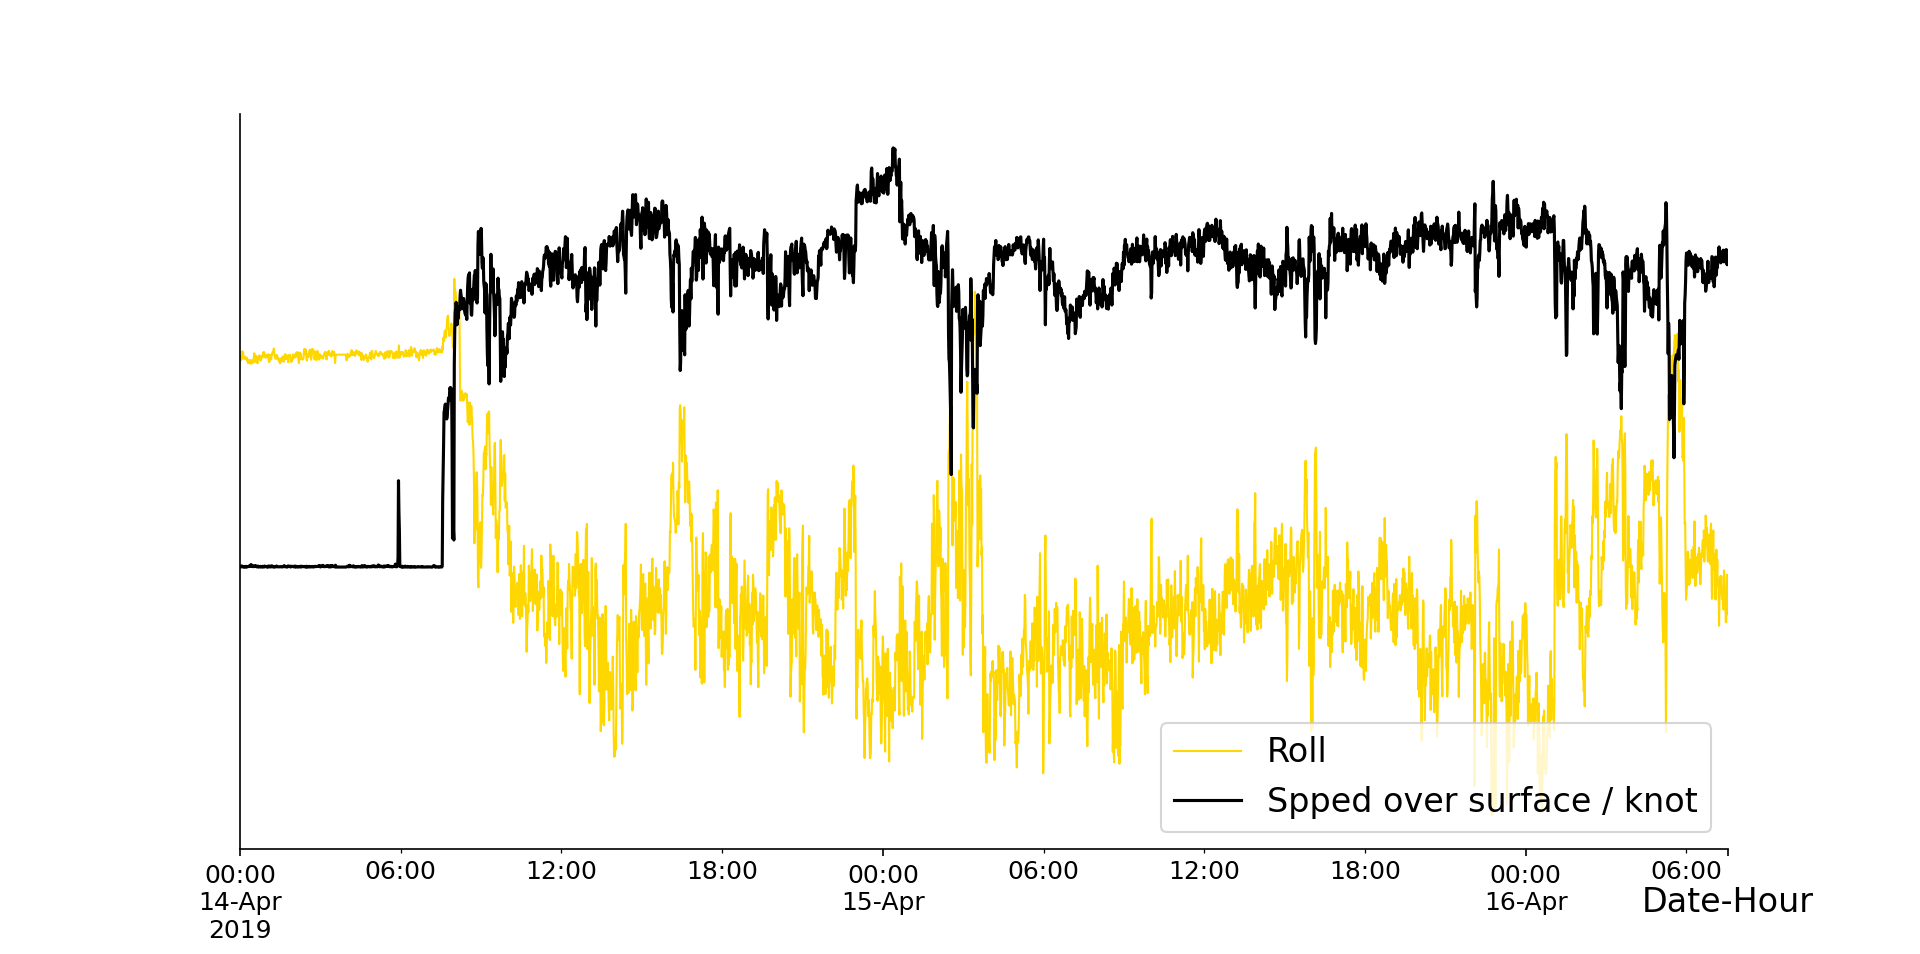 Roll
Spped over surface / knot
00:00 06:00 12:00 18:00 00:00 06:00 12:00 18:00 00:00 06:00
14-Apr 15-Apr 16-Apr Date-Hour
2019